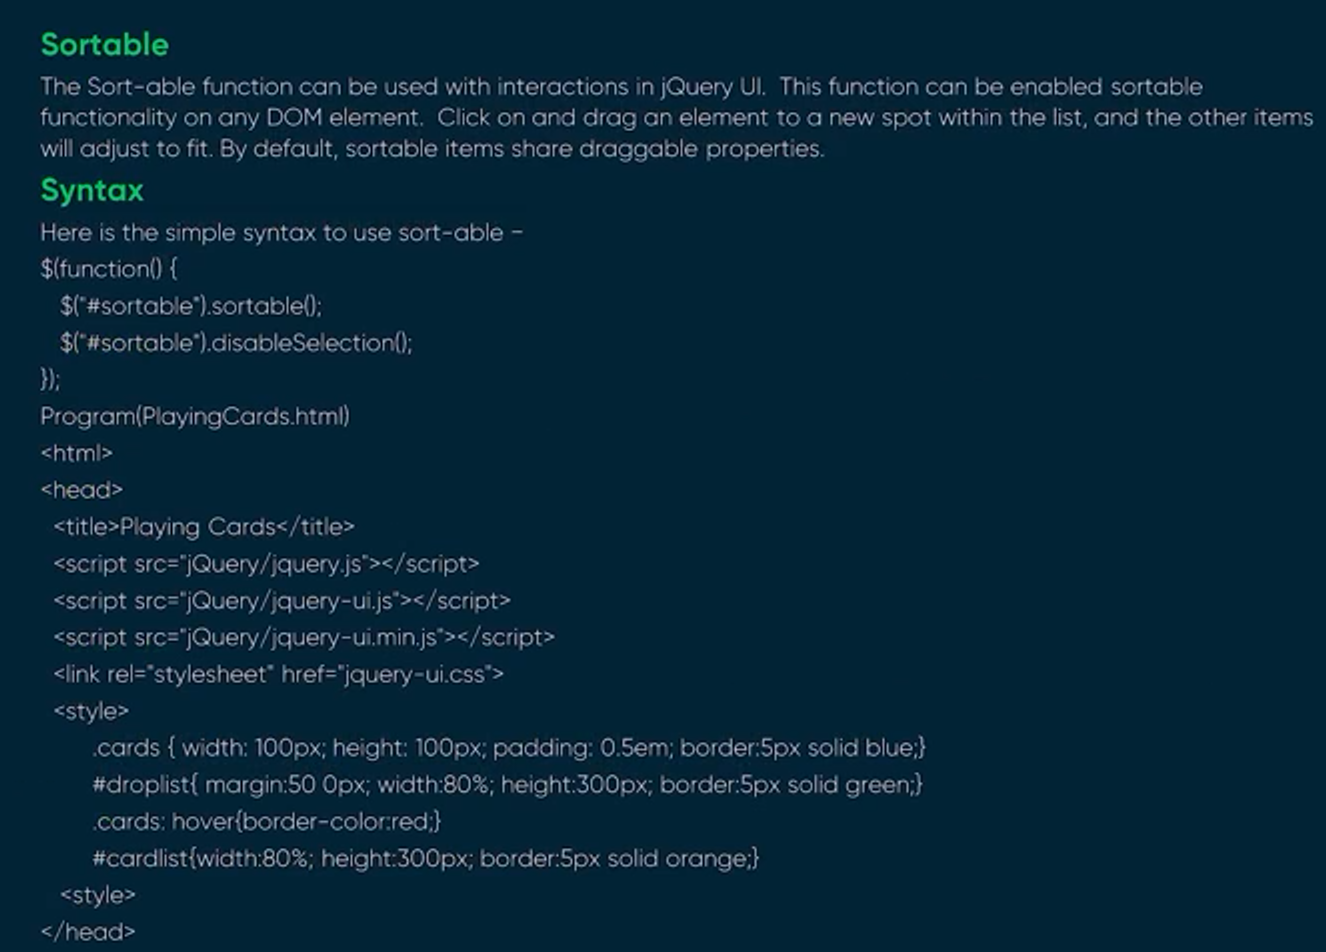 Sortable
The Sort-able function can be used with interactions in jQuery UI.  This function can be enabled sortable
functionality on any DOM element.  Click on and drag an element to a new spot within the list, and the other items
will adjust to fit. By default, sortable items share draggable properties.
Syntax
Here is the simple syntax to use sort-able –
$(function() {
$("#sortable").sortable();
$("#sortable").disableSelection();
});
Program(PlayingCards.html)
<html>
<head>
<title>Playing Cards</title>
<script src="jQuery/jquery.js"></script>
<script src="jQuery/jquery-ui.js"></script>
<script src="jQuery/jquery-ui.min.js"></script>
<link rel="stylesheet" href="jquery-ui.css">
<style>
.cards { width: 100px; height: 100px; padding: 0.5em; border:5px solid blue;}
#droplist{ margin:50 0px; width:80%; height:300px; border:5px solid green;}
.cards: hover{border-color:red;}
#cardlist{width:80%; height:300px; border:5px solid orange;}
<style>
</head>